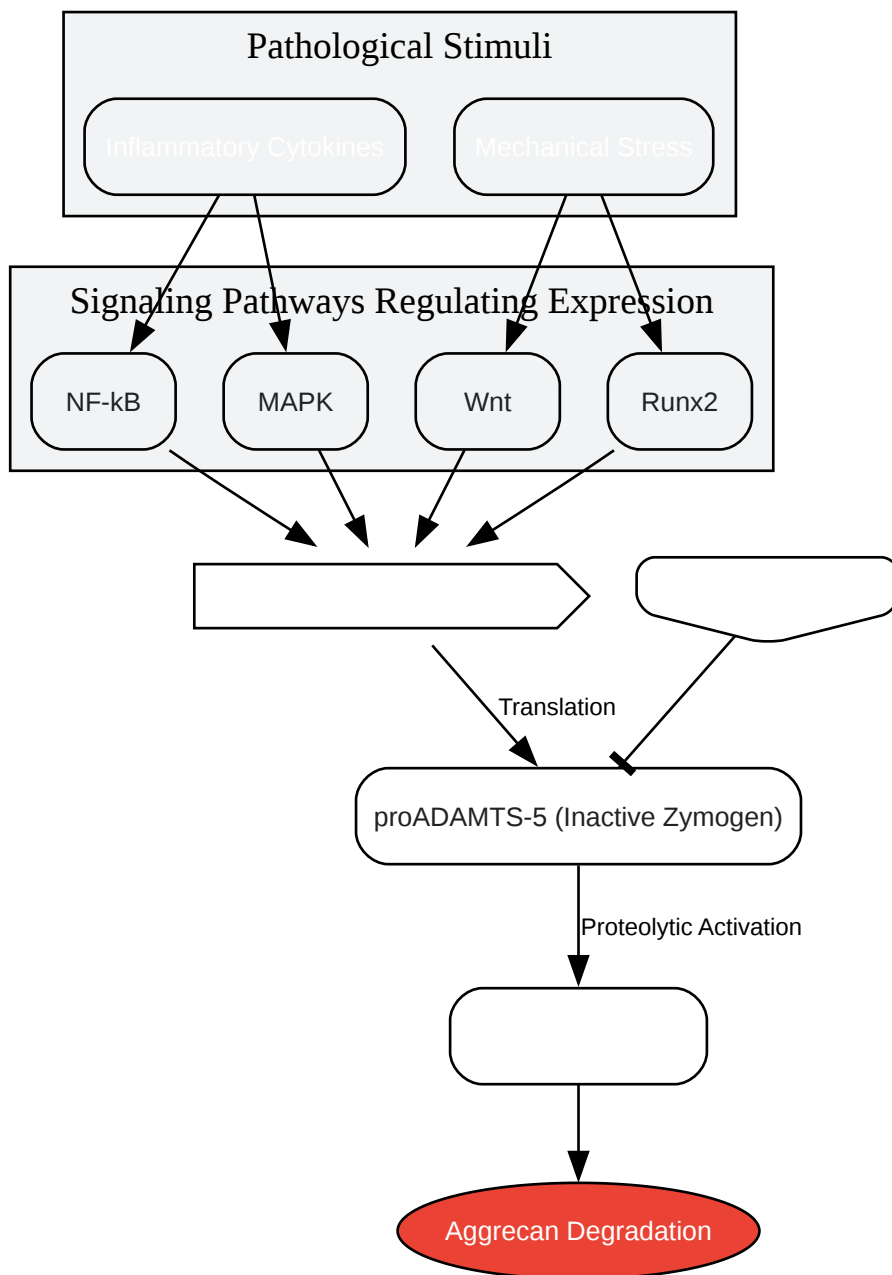 Pathological Stimuli
Inflammatory Cytokines
Mechanical Stress
Signaling Pathways Regulating Expression
NF-kB
MAPK
Wnt
Runx2
Translation
proADAMTS-5 (Inactive Zymogen)
Proteolytic Activation
Aggrecan Degradation